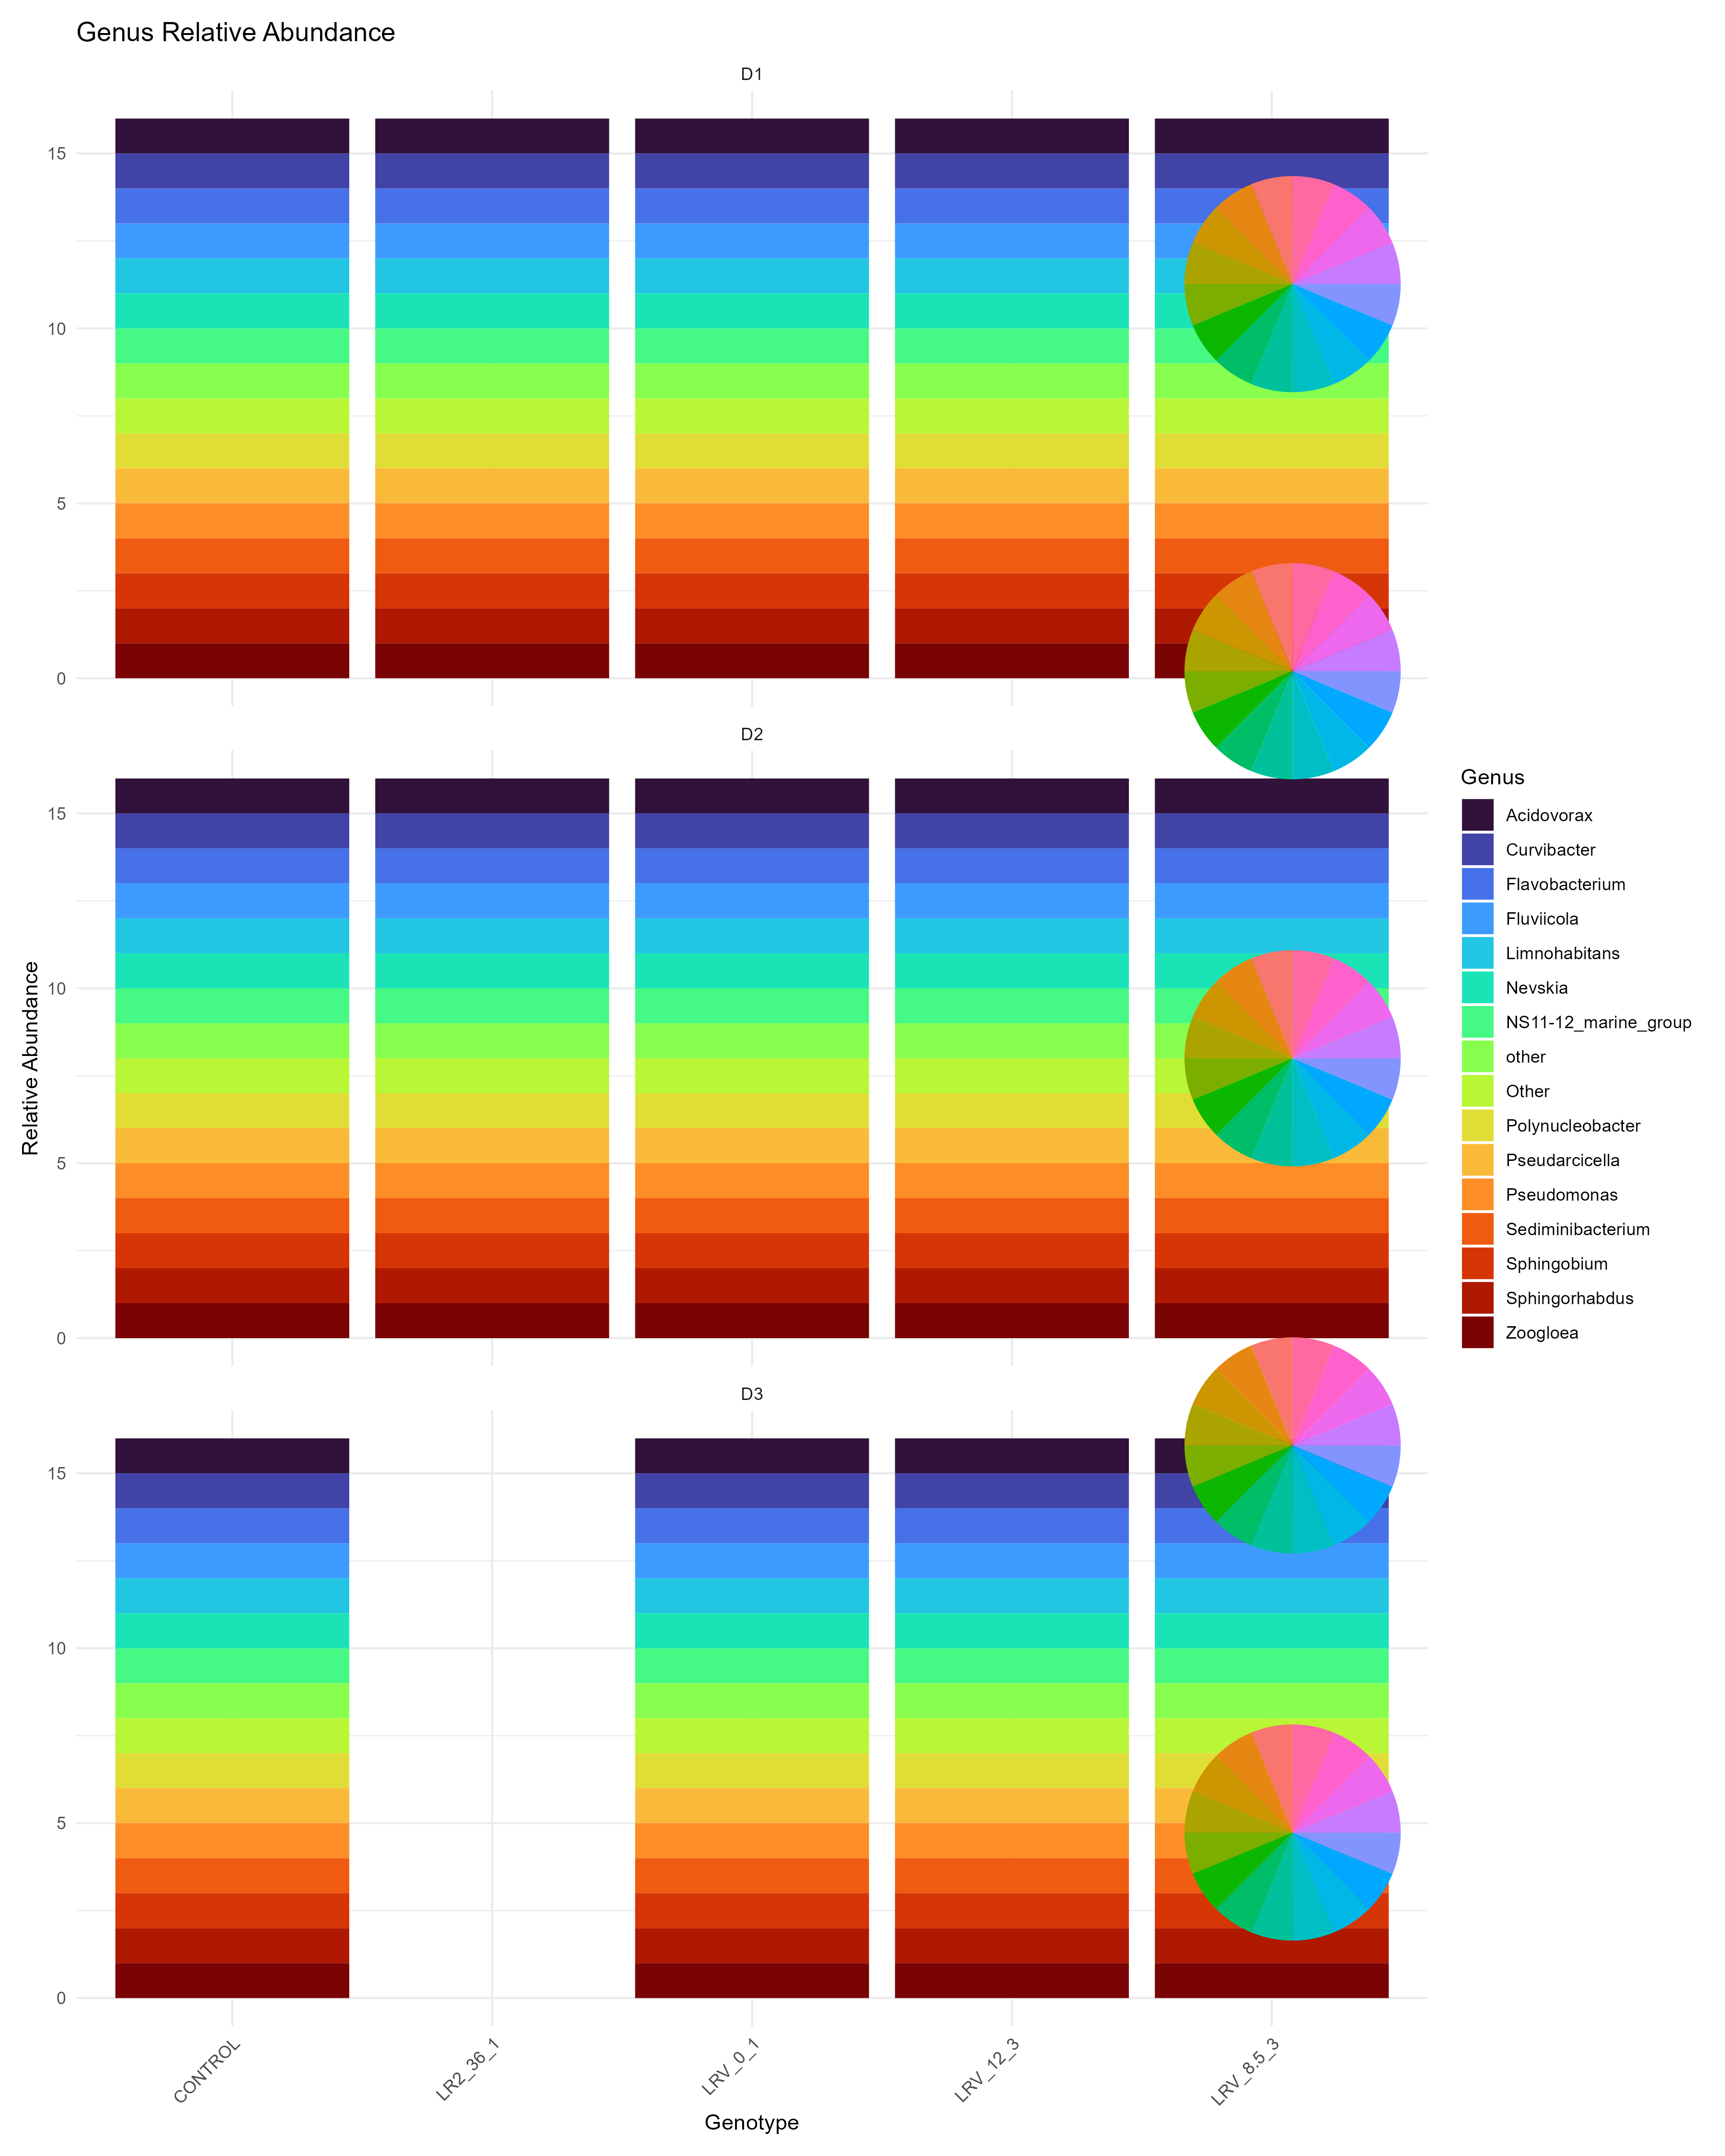 Genus Relative Abundance
D1
15
10
5
0
D2
15
10
5
0
D3
15
10
5
0
Relative Abundance
CONTROL
LR2_36_1
LRV_0_1
LRV_12_3
LRV_8.5_3
Genotype
Genus
Acidovorax
Curvibacter
Flavobacterium
Fluviicola
Limnohabitans
Nevskia
NS11-12_marine_group
other
Other
Polynucleobacter
Pseudarcicella
Pseudomonas
Sediminibacterium
Sphingobium
Sphingorhabdus
Zoogloea